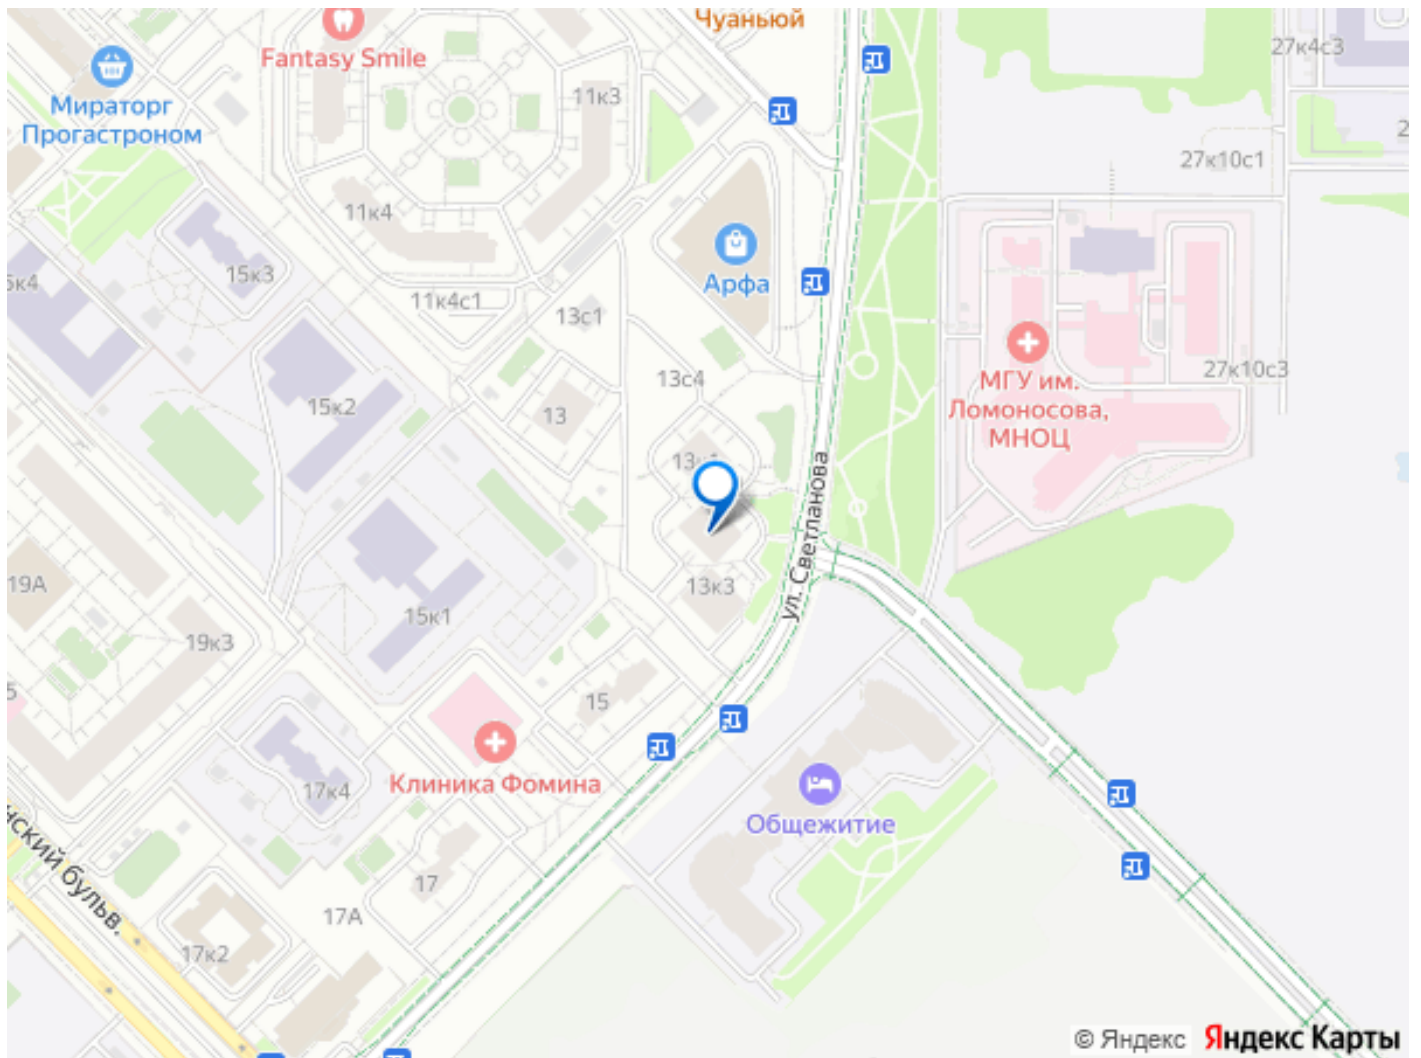 Чуаньюй
27к4с3
Fantasy Smile
Мираторг
Прогастроном
11к3
27к10с1
11к4
15к3
11к4с1
Арфа
13с1
МГУ им.
Ломоносова,
МНОЦ
27к10с3
13с4
15к2
13
ул. Светланова
19А
13к3
15к1
19к3
15
Клиника Фомина
17к4
Общежитие
17
17А
17к2
бульв.
© Яндекс
Яндекс Карты